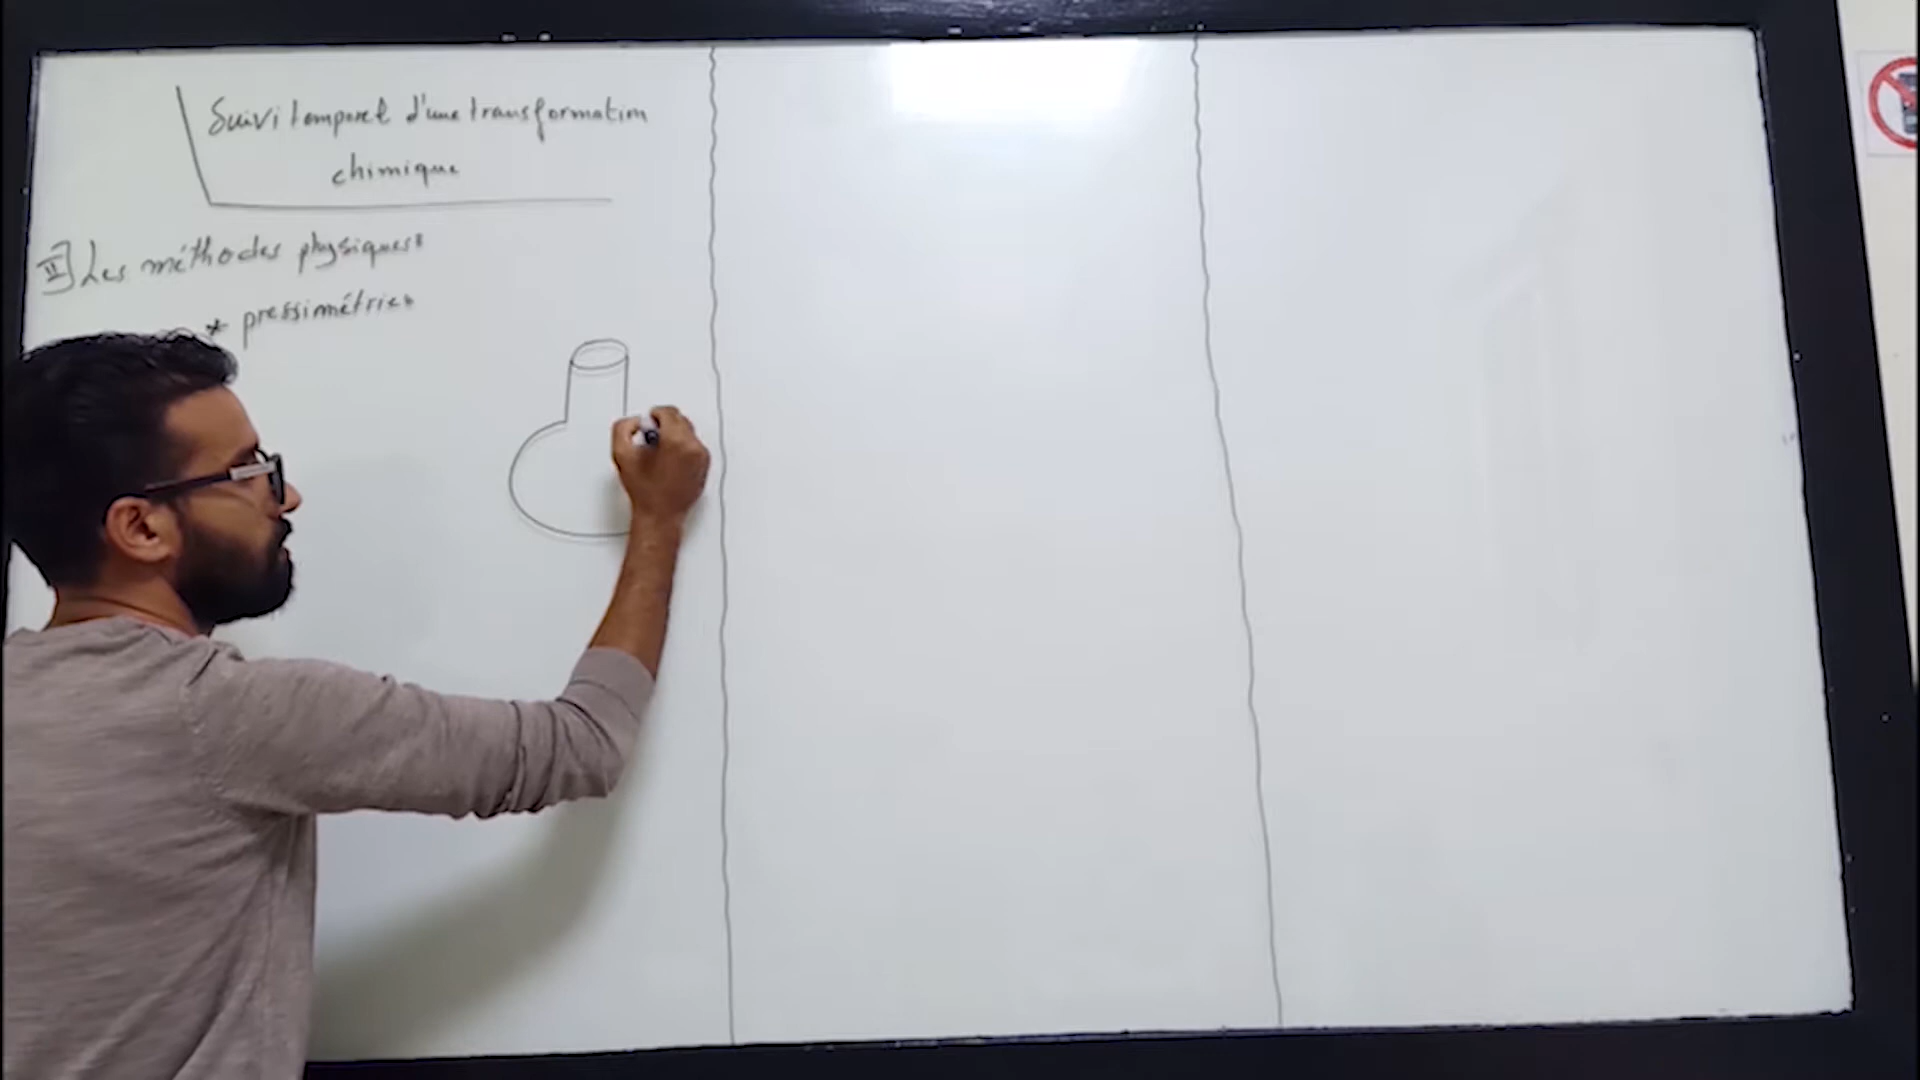 Suivi temporel d'une transformation
chimique
II] Les méthodes physiques:
* pressimétrie: